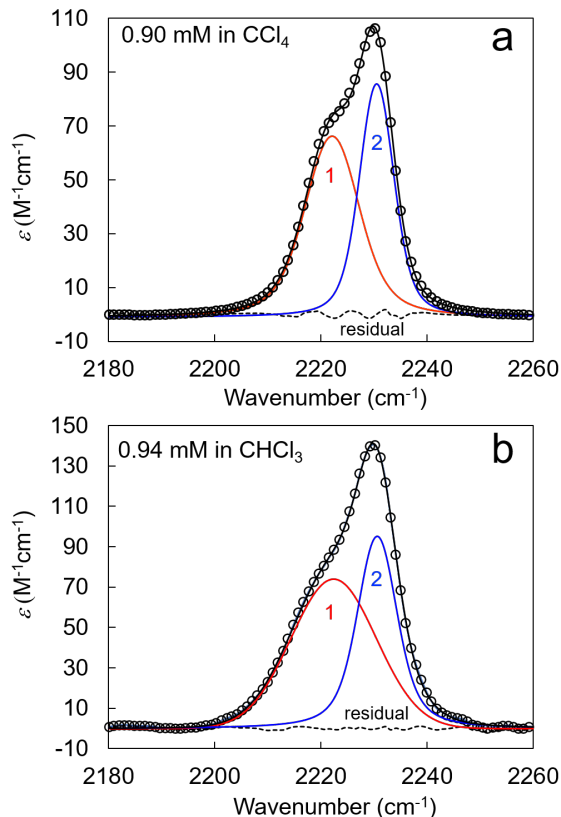 110
90
70
50
30
10
-10
ε (M⁻¹cm⁻¹)
0.90 mM in CCl₄
a
1
2
residual
2180 2200 2220 2240 2260
Wavenumber (cm⁻¹)
150
130
110
90
70
50
30
10
-10
ε (M⁻¹cm⁻¹)
0.94 mM in CHCl₃
b
1
2
residual
2180 2200 2220 2240 2260
Wavenumber (cm⁻¹)